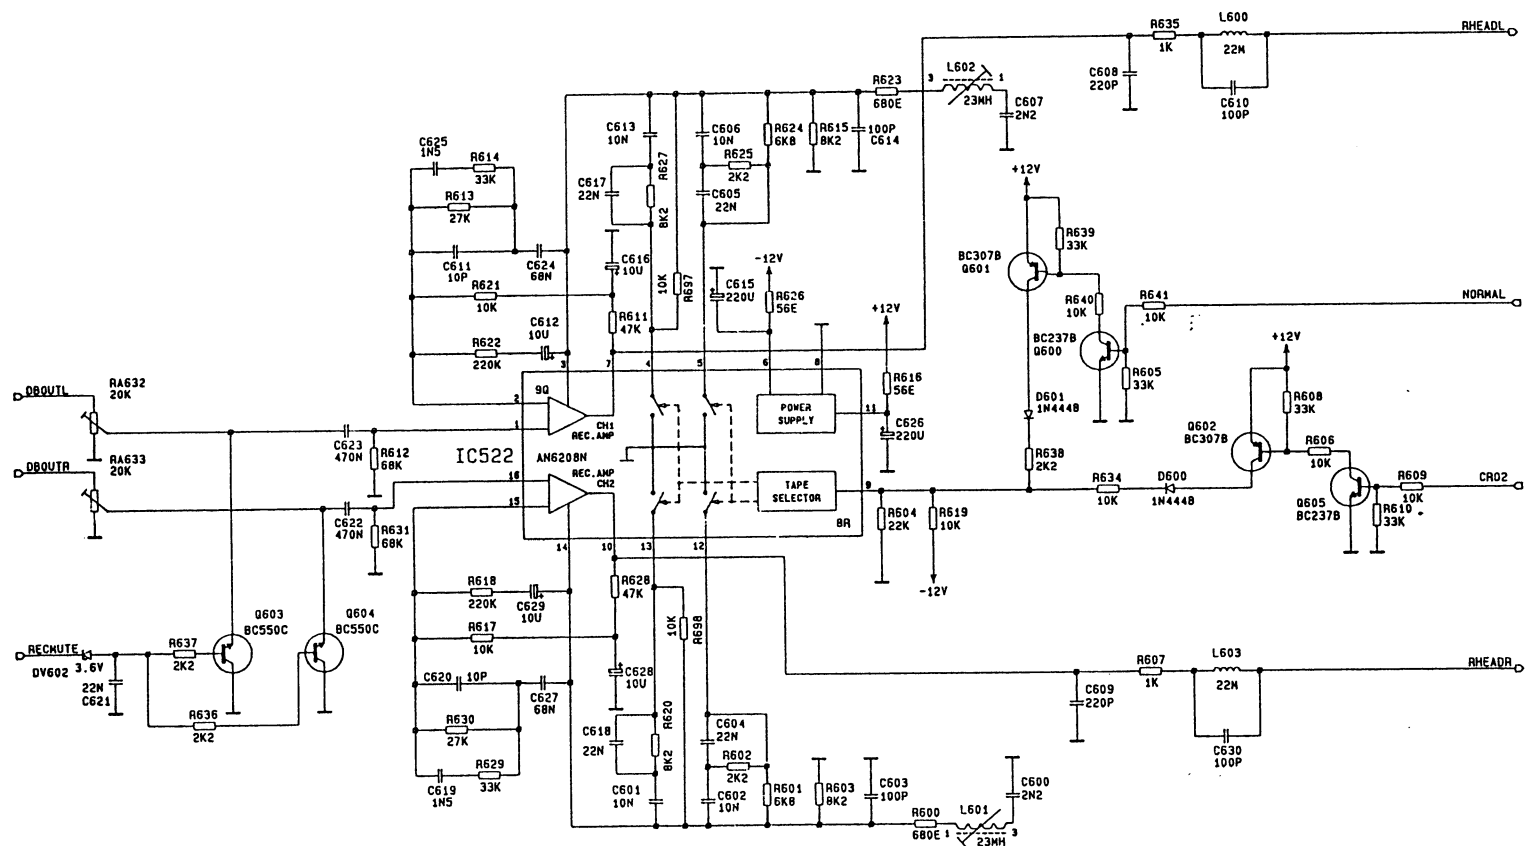 L600
R635
1K
22M
RHEADL
C608
220P
C610
100P
L602
3
1
23MH
R623
680E
C607
2N2
C613
10N
C606
10N
R624
6K8
R615
8K2
100P
C614
R627
R625
2K2
C617
22N
8K2
C605
22N
C625
1N5
R614
33K
R613
27K
C611
10P
C624
68N
C616
10U
10K
R697
R621
10K
R611
47K
R622
220K
C612
10U
3
7
4
5
6
8
-12V
C615
220U
R626
56E
+12V
R616
56E
11
C626
220U
+12V
BC307B
Q601
R639
33K
R640
10K
R641
10K
NORMAL
BC237B
Q600
R605
33K
D601
1N4448
R638
2K2
+12V
R608
33K
Q602
BC307B
R606
10K
R609
10K
CRO2
Q605
BC237B
R610
33K
D600
1N4448
R634
10K
DBOUTL
RA632
20K
DBOUTR
RA633
20K
C623
470N
R612
68K
C622
470N
R631
68K
2
1
16
15
9Q
CH1
REC.AMP
IC522
AN6208N
REC.AMP
CH2
POWER
SUPPLY
TAPE
SELECTOR
9
8R
14
10
13
12
R604
22K
R619
10K
-12V
R618
220K
C629
10U
R617
10K
R628
47K
10K
R698
C628
10U
C620
10P
C627
68N
R630
27K
C619
1N5
R629
33K
C618
22N
R620
8K2
C604
22N
R602
2K2
C601
10N
C602
10N
R601
6K8
R603
8K2
C603
100P
R600
680E
1
L601
3
23MH
C600
2N2
C609
220P
R607
1K
L603
22M
C630
100P
RHEADR
RECMUTE
DV602
3.6V
22N
C621
R637
2K2
R636
2K2
Q603
BC550C
Q604
BC550C